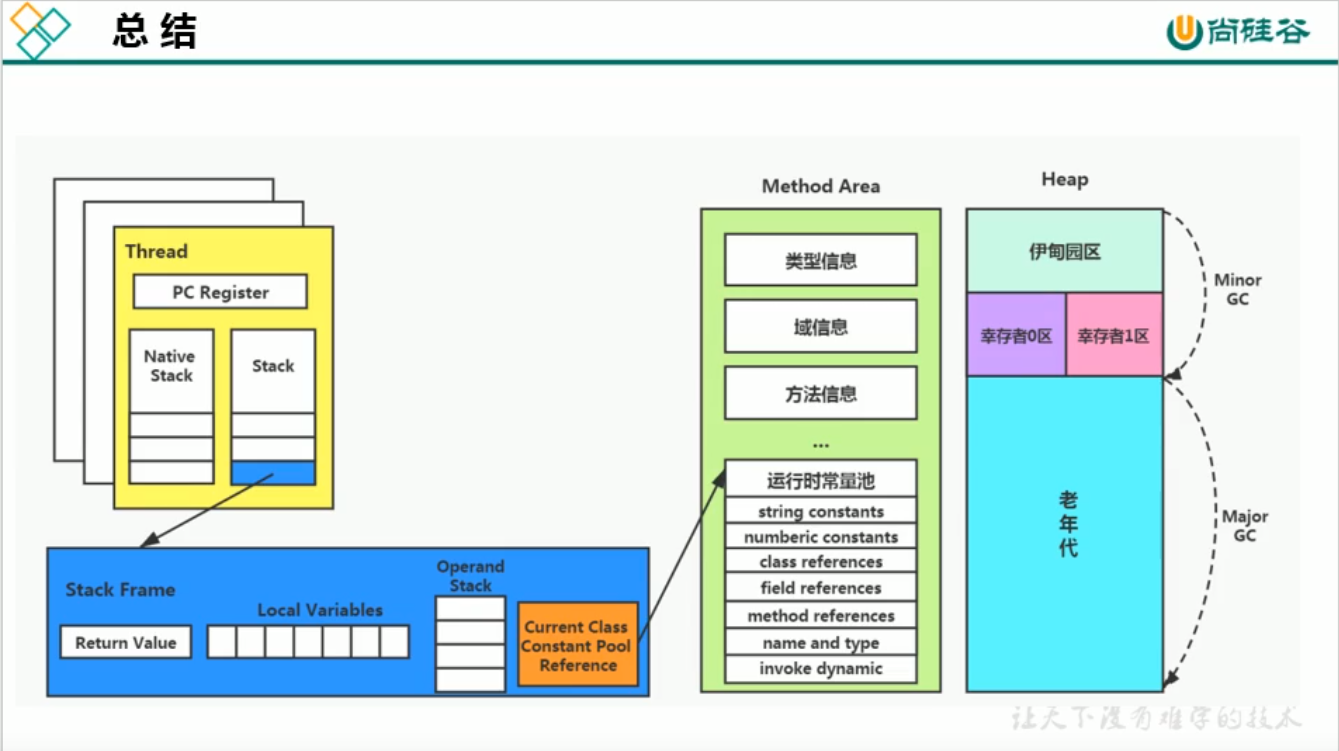 总结
尚硅谷
Thread
PC Register
Native
Stack
Stack
Stack Frame
Return Value
Local Variables
Operand
Stack
Current Class
Constant Pool
Reference
Method Area
类型信息
域信息
方法信息
...
运行时常量池
string constants
numberic constants
class references
field references
method references
name and type
invoke dynamic
Heap
伊甸园区
幸存者0区
幸存者1区
老
年
代
Minor
GC
Major
GC
让天下没有难学的技术